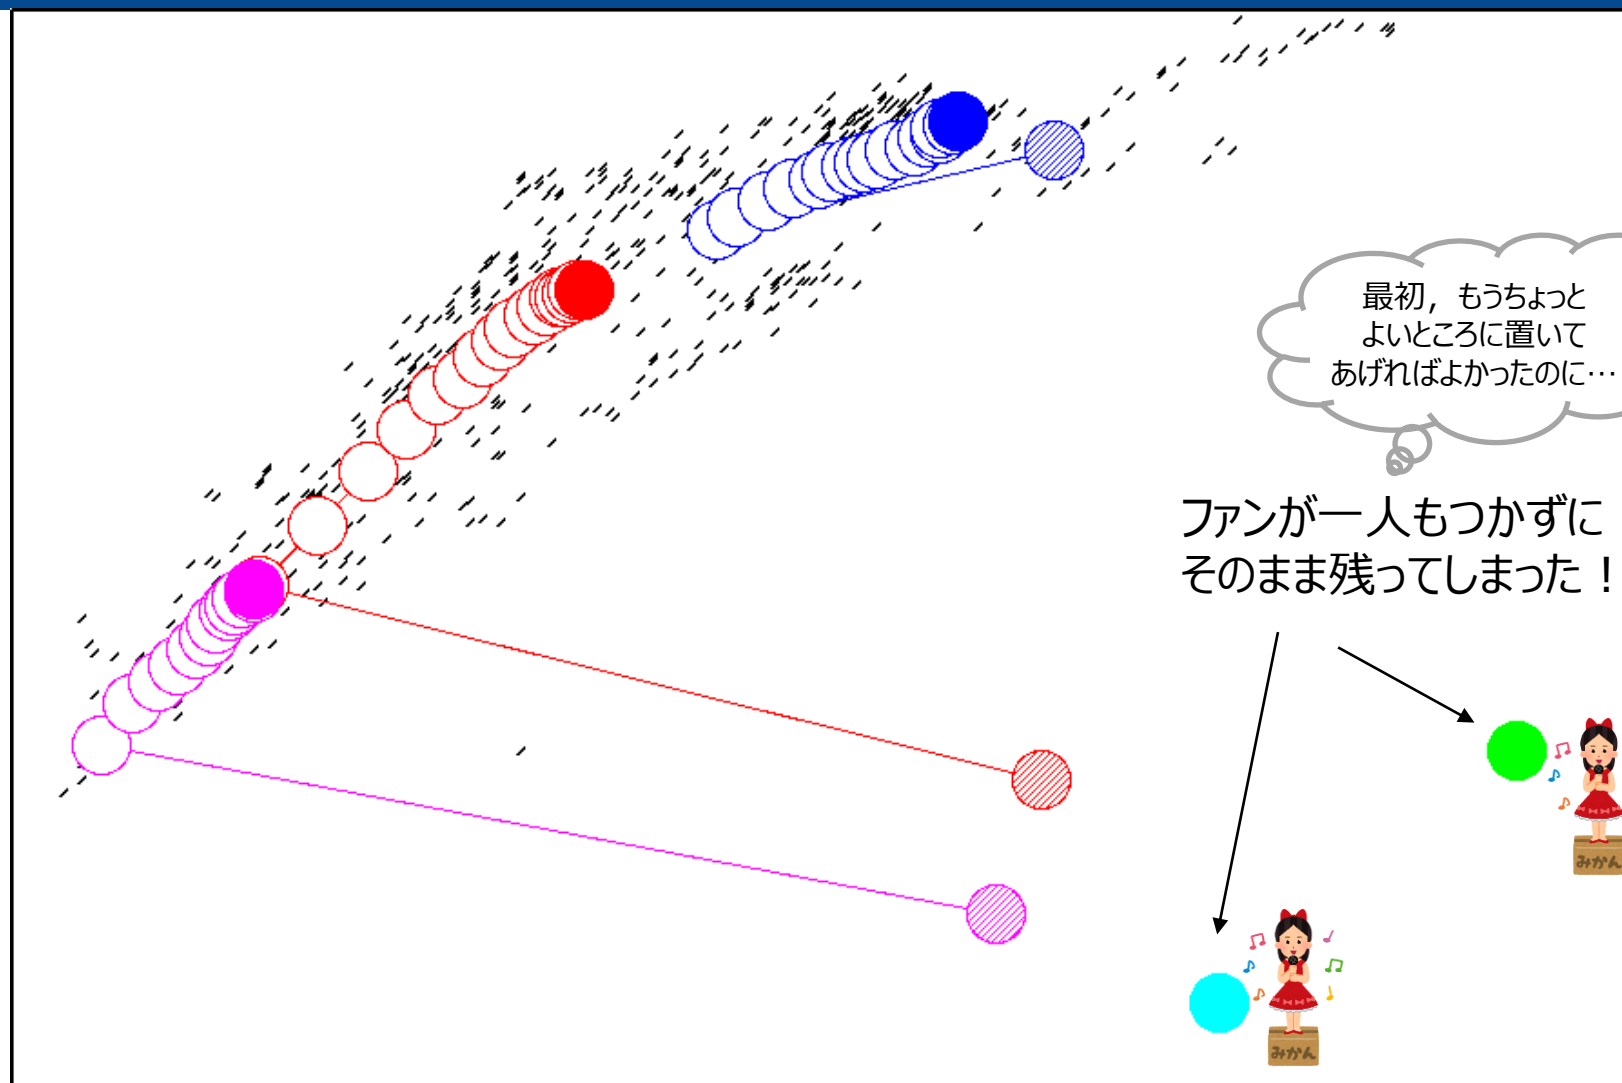 最初，もうちょっと
よいところに置いて
あげればよかったのに…
ファンが一人もつかずに
そのまま残ってしまった！
みかん
みかん